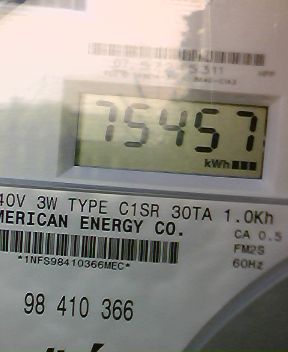 75457
kWh
40V 3W TYPE C1SR 30TA 1.0Kh
MERICAN ENERGY CO.
CA 0.5
FM2S
60Hz
*1NFS98410366MEC*
98 410 366